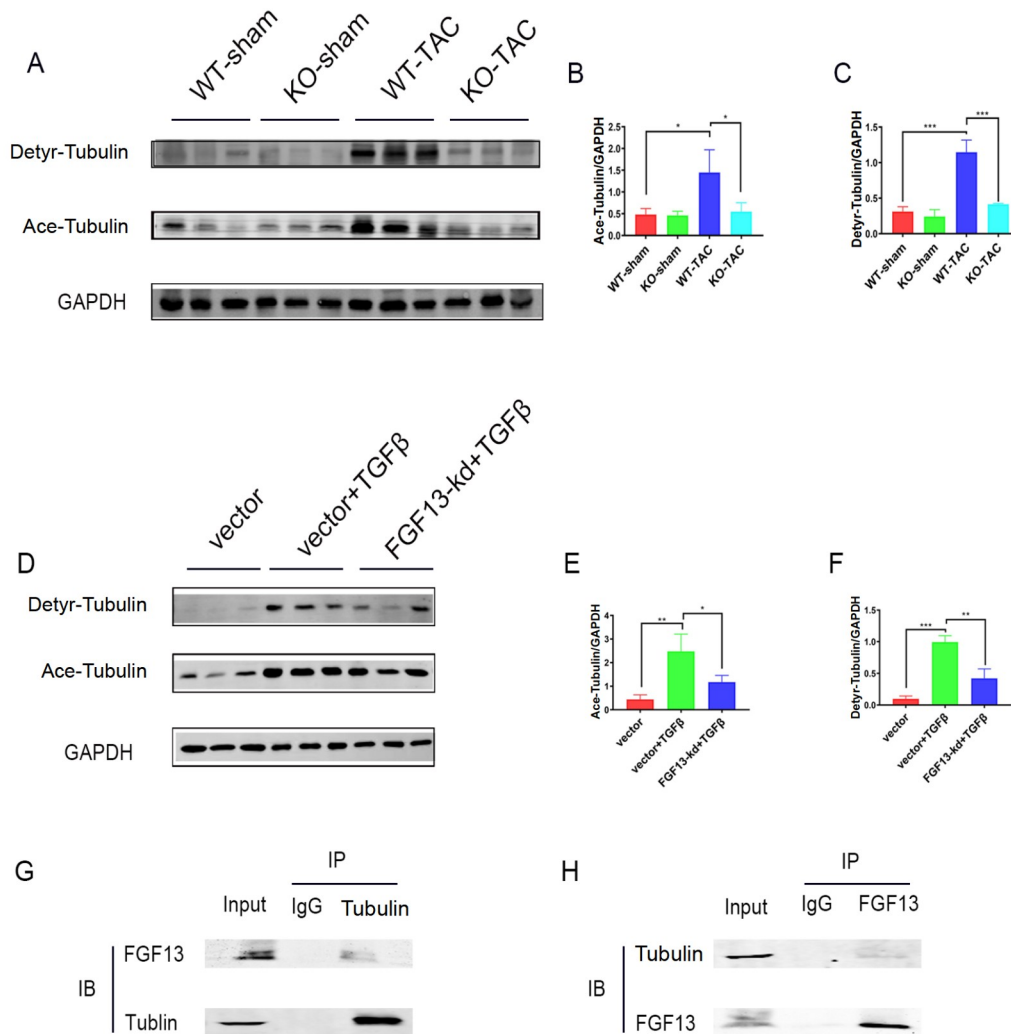 A
WT-sham
KO-sham
WT-TAC
KO-TAC
Detyr-Tubulin
Ace-Tubulin
GAPDH
B
Ace-Tubulin/GAPDH
2.5
2.0
1.5
1.0
0.5
0.0
*
*
WT-sham
KO-sham
WT-TAC
KO-TAC
C
Detyr-Tubulin/GAPDH
1.5
1.0
0.5
0.0
***
***
WT-sham
KO-sham
WT-TAC
KO-TAC
D
vector
vector+TGFβ
FGF13-kd+TGFβ
Detyr-Tubulin
Ace-Tubulin
GAPDH
E
Ace-Tubulin/GAPDH
4
3
2
1
0
**
*
vector
vector+TGFβ
FGF13-kd+TGFβ
F
Detyr-Tubulin/GAPDH
1.5
1.0
0.5
0.0
***
**
vector
vector+TGFβ
FGF13-kd+TGFβ
G
IP
Input IgG Tubulin
FGF13
IB
Tublin
H
IP
Input IgG FGF13
Tubulin
IB
FGF13